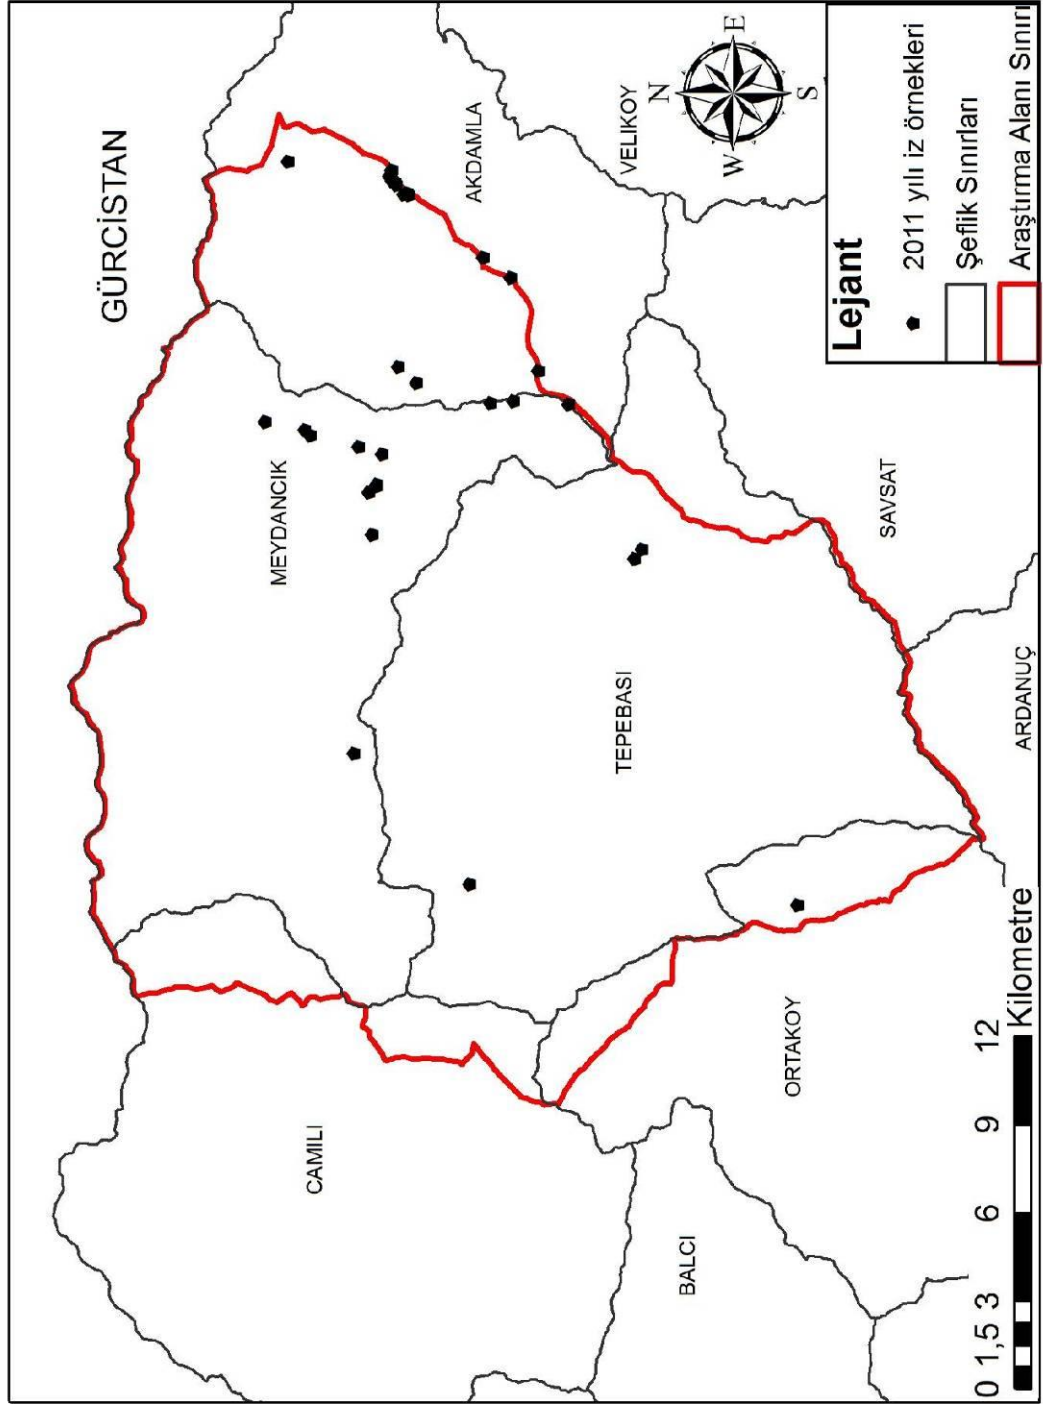 GÜRCİSTAN
N
E
S
W
AKDAMLA
VELIKOY
MEYDANCIK
SAVSAT
TEPEBASI
ARDANUÇ
CAMILI
ORTAKOY
BALCI
Lejant
2011 yılı iz örnekleri
Şeflik Sınırları
Araştırma Alanı Sınırı
0 1,5 3 6 9 12
Kilometre